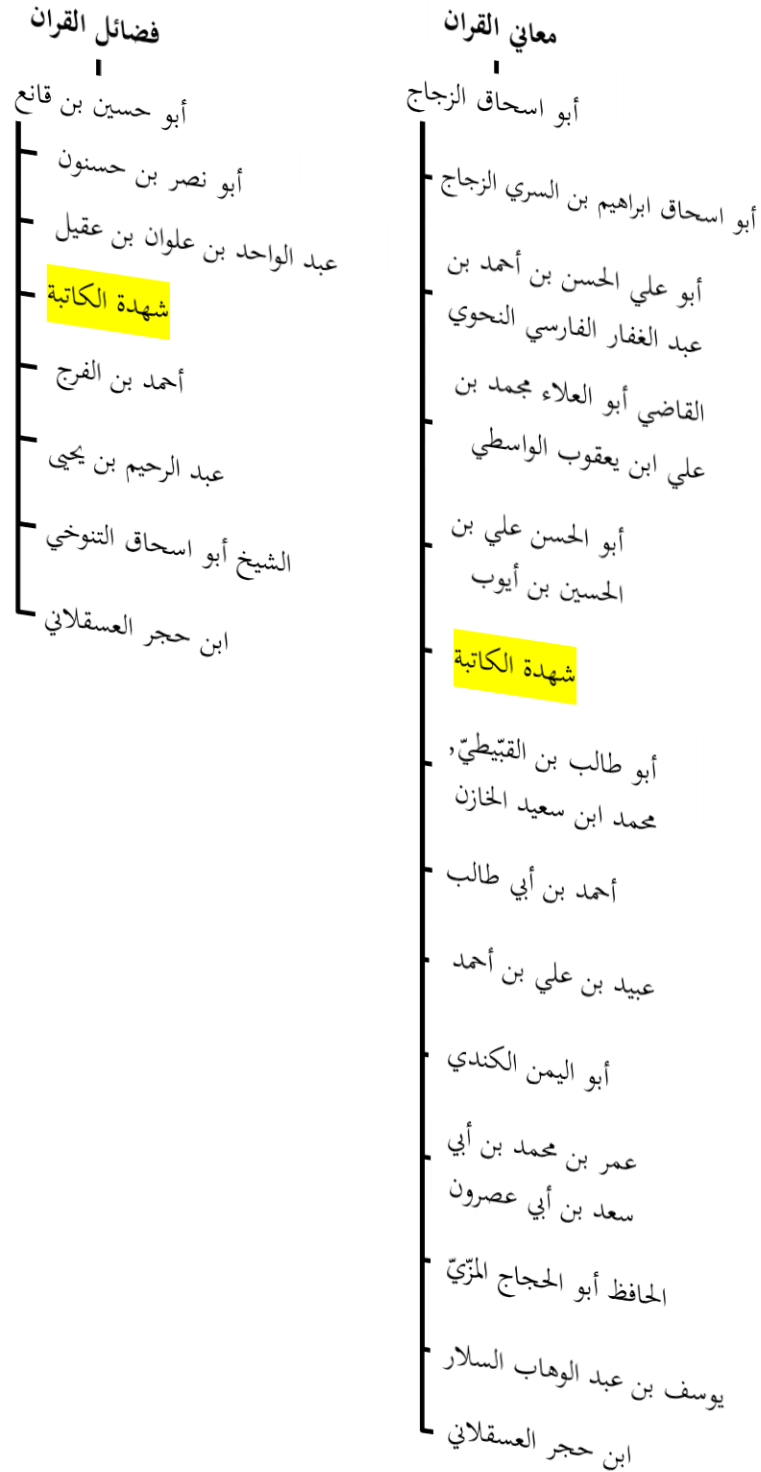 معاني القران
أبو اسحاق الزجاج
أبو اسحاق ابراهيم بن السري الزجاج
أبو علي الحسن بن أحمد بن
عبد الغفار الفارسي النحوي
القاضي أبو العلاء محمد بن
علي ابن يعقوب الواسطي
أبو الحسن علي بن
الحسين بن أيوب
شهدة الكاتبة
أبو طالب بن القبّيطيّ,
محمد ابن سعيد الخازن
أحمد بن أبي طالب
عبيد بن علي بن أحمد
أبو اليمن الكندي
عمر بن محمد بن أبي
سعد بن أبي عصرون
الحافظ أبو الحجاج المزّيّ
يوسف بن عبد الوهاب السلار
ابن حجر العسقلاني
فضائل القران
أبو حسين بن قانع
أبو نصر بن حسنون
عبد الواحد بن علوان بن عقيل
شهدة الكاتبة
أحمد بن الفرج
عبد الرحيم بن يحيى
الشيخ أبو اسحاق التنوخي
ابن حجر العسقلاني